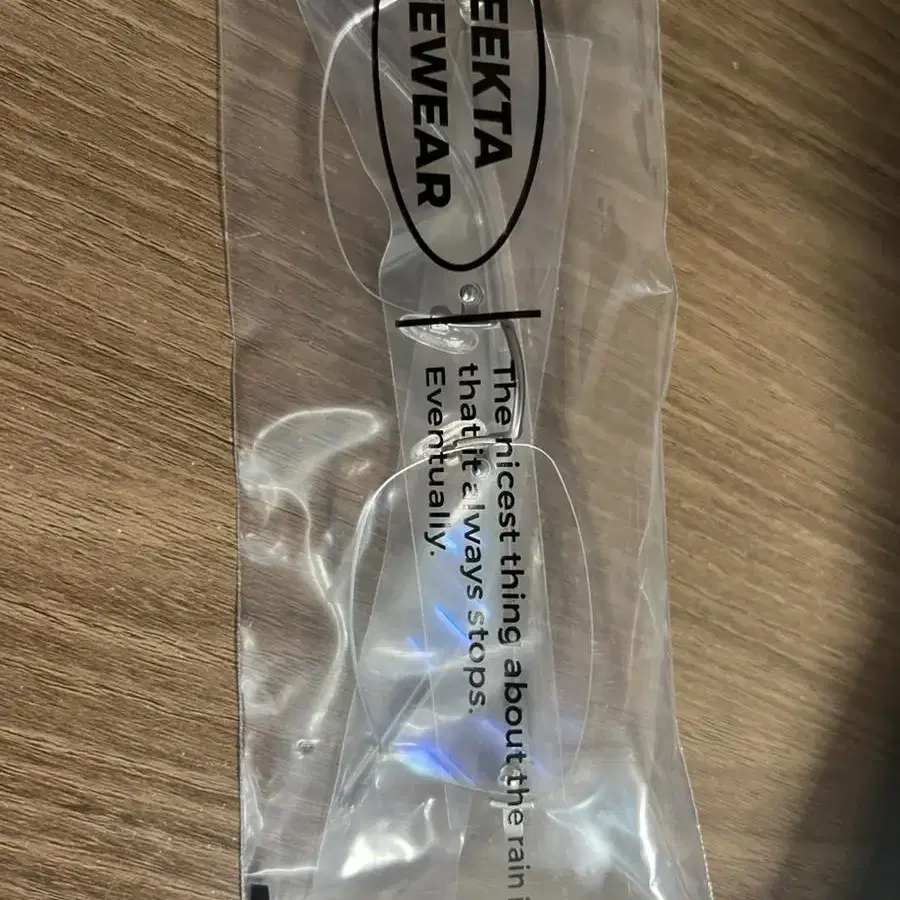 EEKTA
EWEAR
The nicest thing about the rain i
that it always stops.
Eventually.